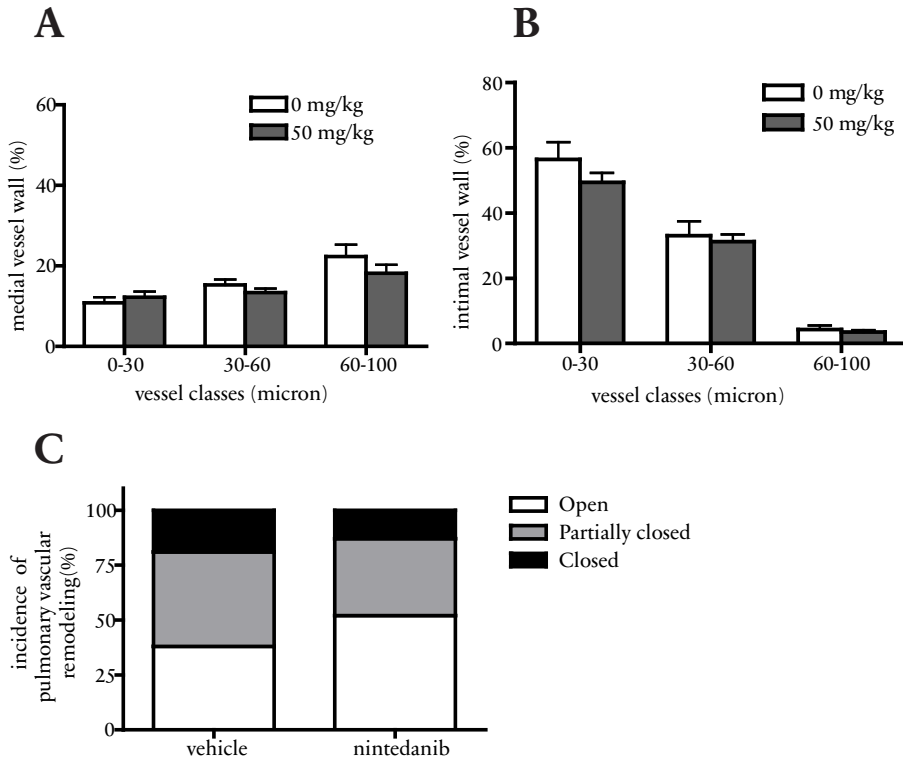 A
60
40
20
0
medial vessel wall (%)
0 mg/kg
50 mg/kg
0-30
30-60
60-100
vessel classes (micron)
B
80
60
40
20
0
intimal vessel wall (%)
0 mg/kg
50 mg/kg
0-30
30-60
60-100
vessel classes (micron)
C
100
75
50
25
0
incidence of
pulmonary vascular
remodeling(%)
vehicle
nintedanib
Open
Partially closed
Closed